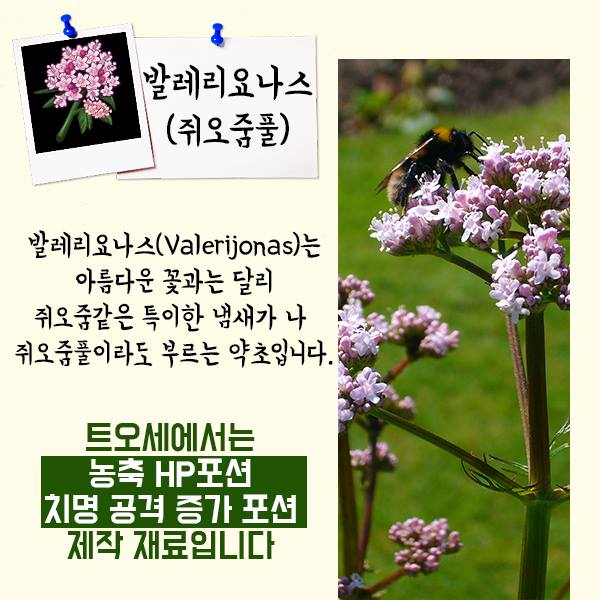 발레리요나스
(쥐오줌풀)
발레리요나스(Valerijonas)는
아름다운 꽃과는 달리
쥐오줌같은 특이한 냄새가 나
쥐오줌풀이라도 부르는 약초입니다.
트오세에서는
농축 HP포션
치명 공격 증가 포션
제작 재료입니다